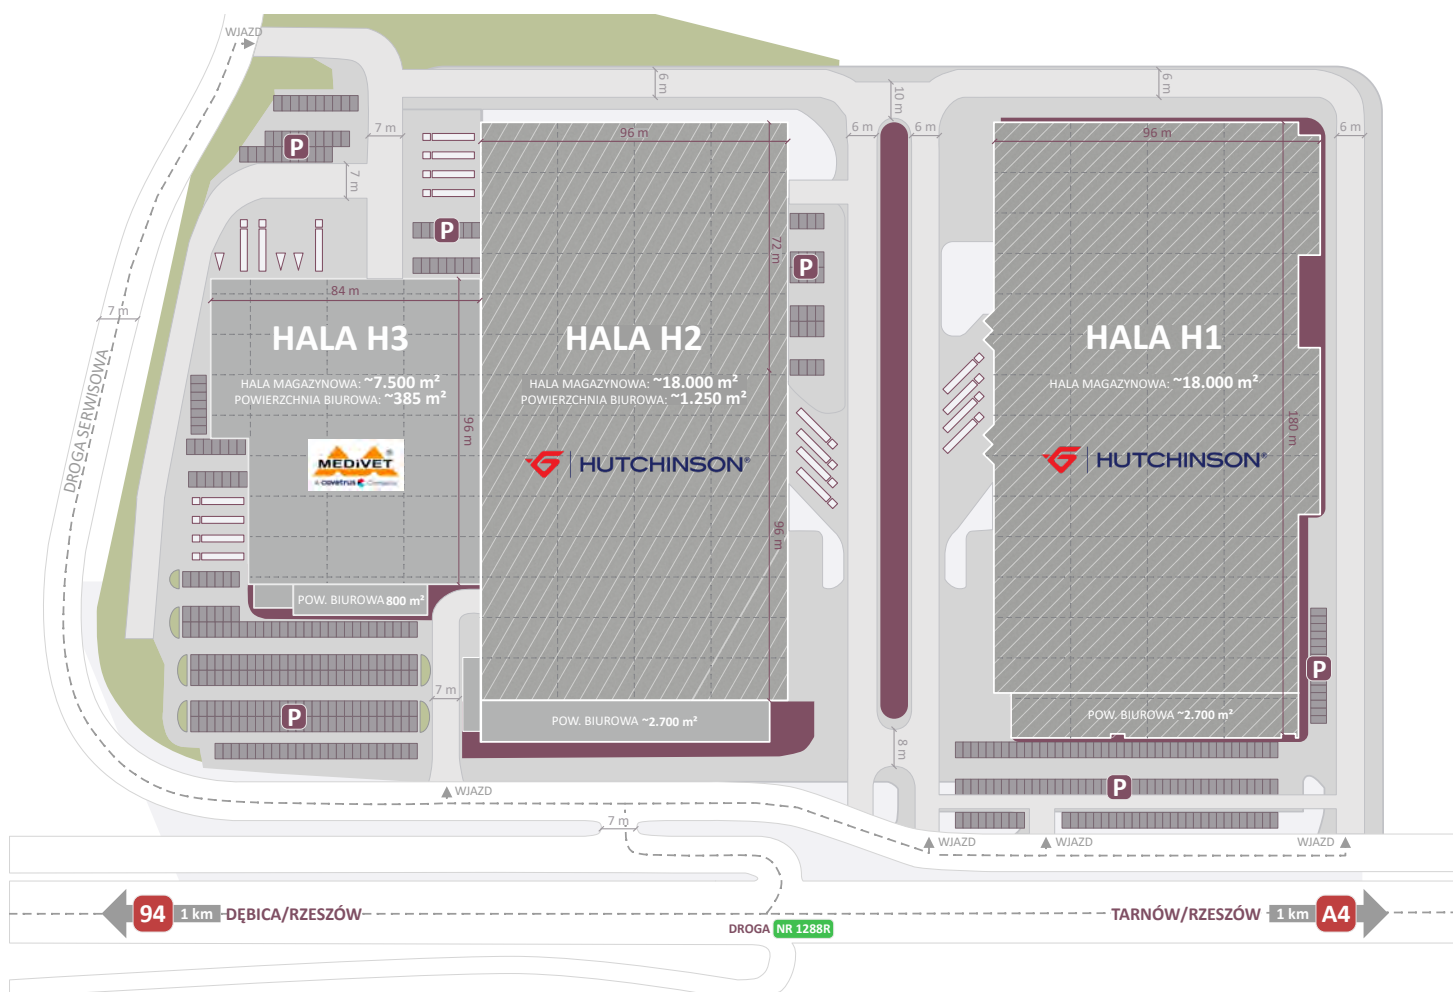 WJAZD
6 m
6 m
10 m
7 m
96 m
6 m
6 m
96 m
6 m
P
7 m
P
72 m
P
7 m
84 m
HALA H3
HALA MAGAZYNOWA: ~7.500 m²
POWIERZCHNIA BIUROWA: ~385 m²
96 m
MEDiVET®
A covetrus Company
HALA H2
HALA MAGAZYNOWA: ~18.000 m²
POWIERZCHNIA BIUROWA: ~1.250 m²
HUTCHINSON®
96 m
HALA H1
HALA MAGAZYNOWA: ~18.000 m²
180 m
HUTCHINSON®
DROGA SERWISOWA
POW. BIUROWA 800 m²
P
7 m
P
POW. BIUROWA ~2.700 m²
POW. BIUROWA ~2.700 m²
8 m
P
WJAZD
7 m
WJAZD
WJAZD
WJAZD
94
1 km
DĘBICA/RZESZÓW
TARNÓW/RZESZÓW
1 km
A4
DROGA NR 1288R